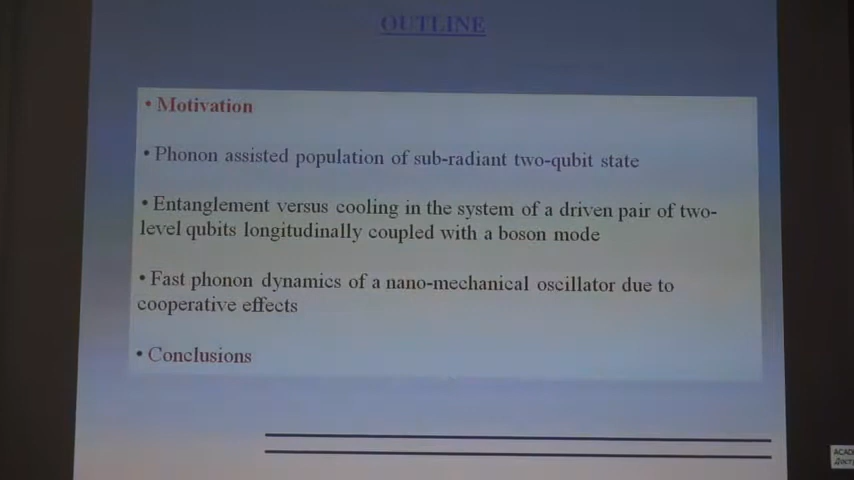 OUTLINE
• Motivation
• Phonon assisted population of sub-radiant two-qubit state
• Entanglement versus cooling in the system of a driven pair of two-
level qubits longitudinally coupled with a boson mode
• Fast phonon dynamics of a nano-mechanical oscillator due to
cooperative effects
• Conclusions